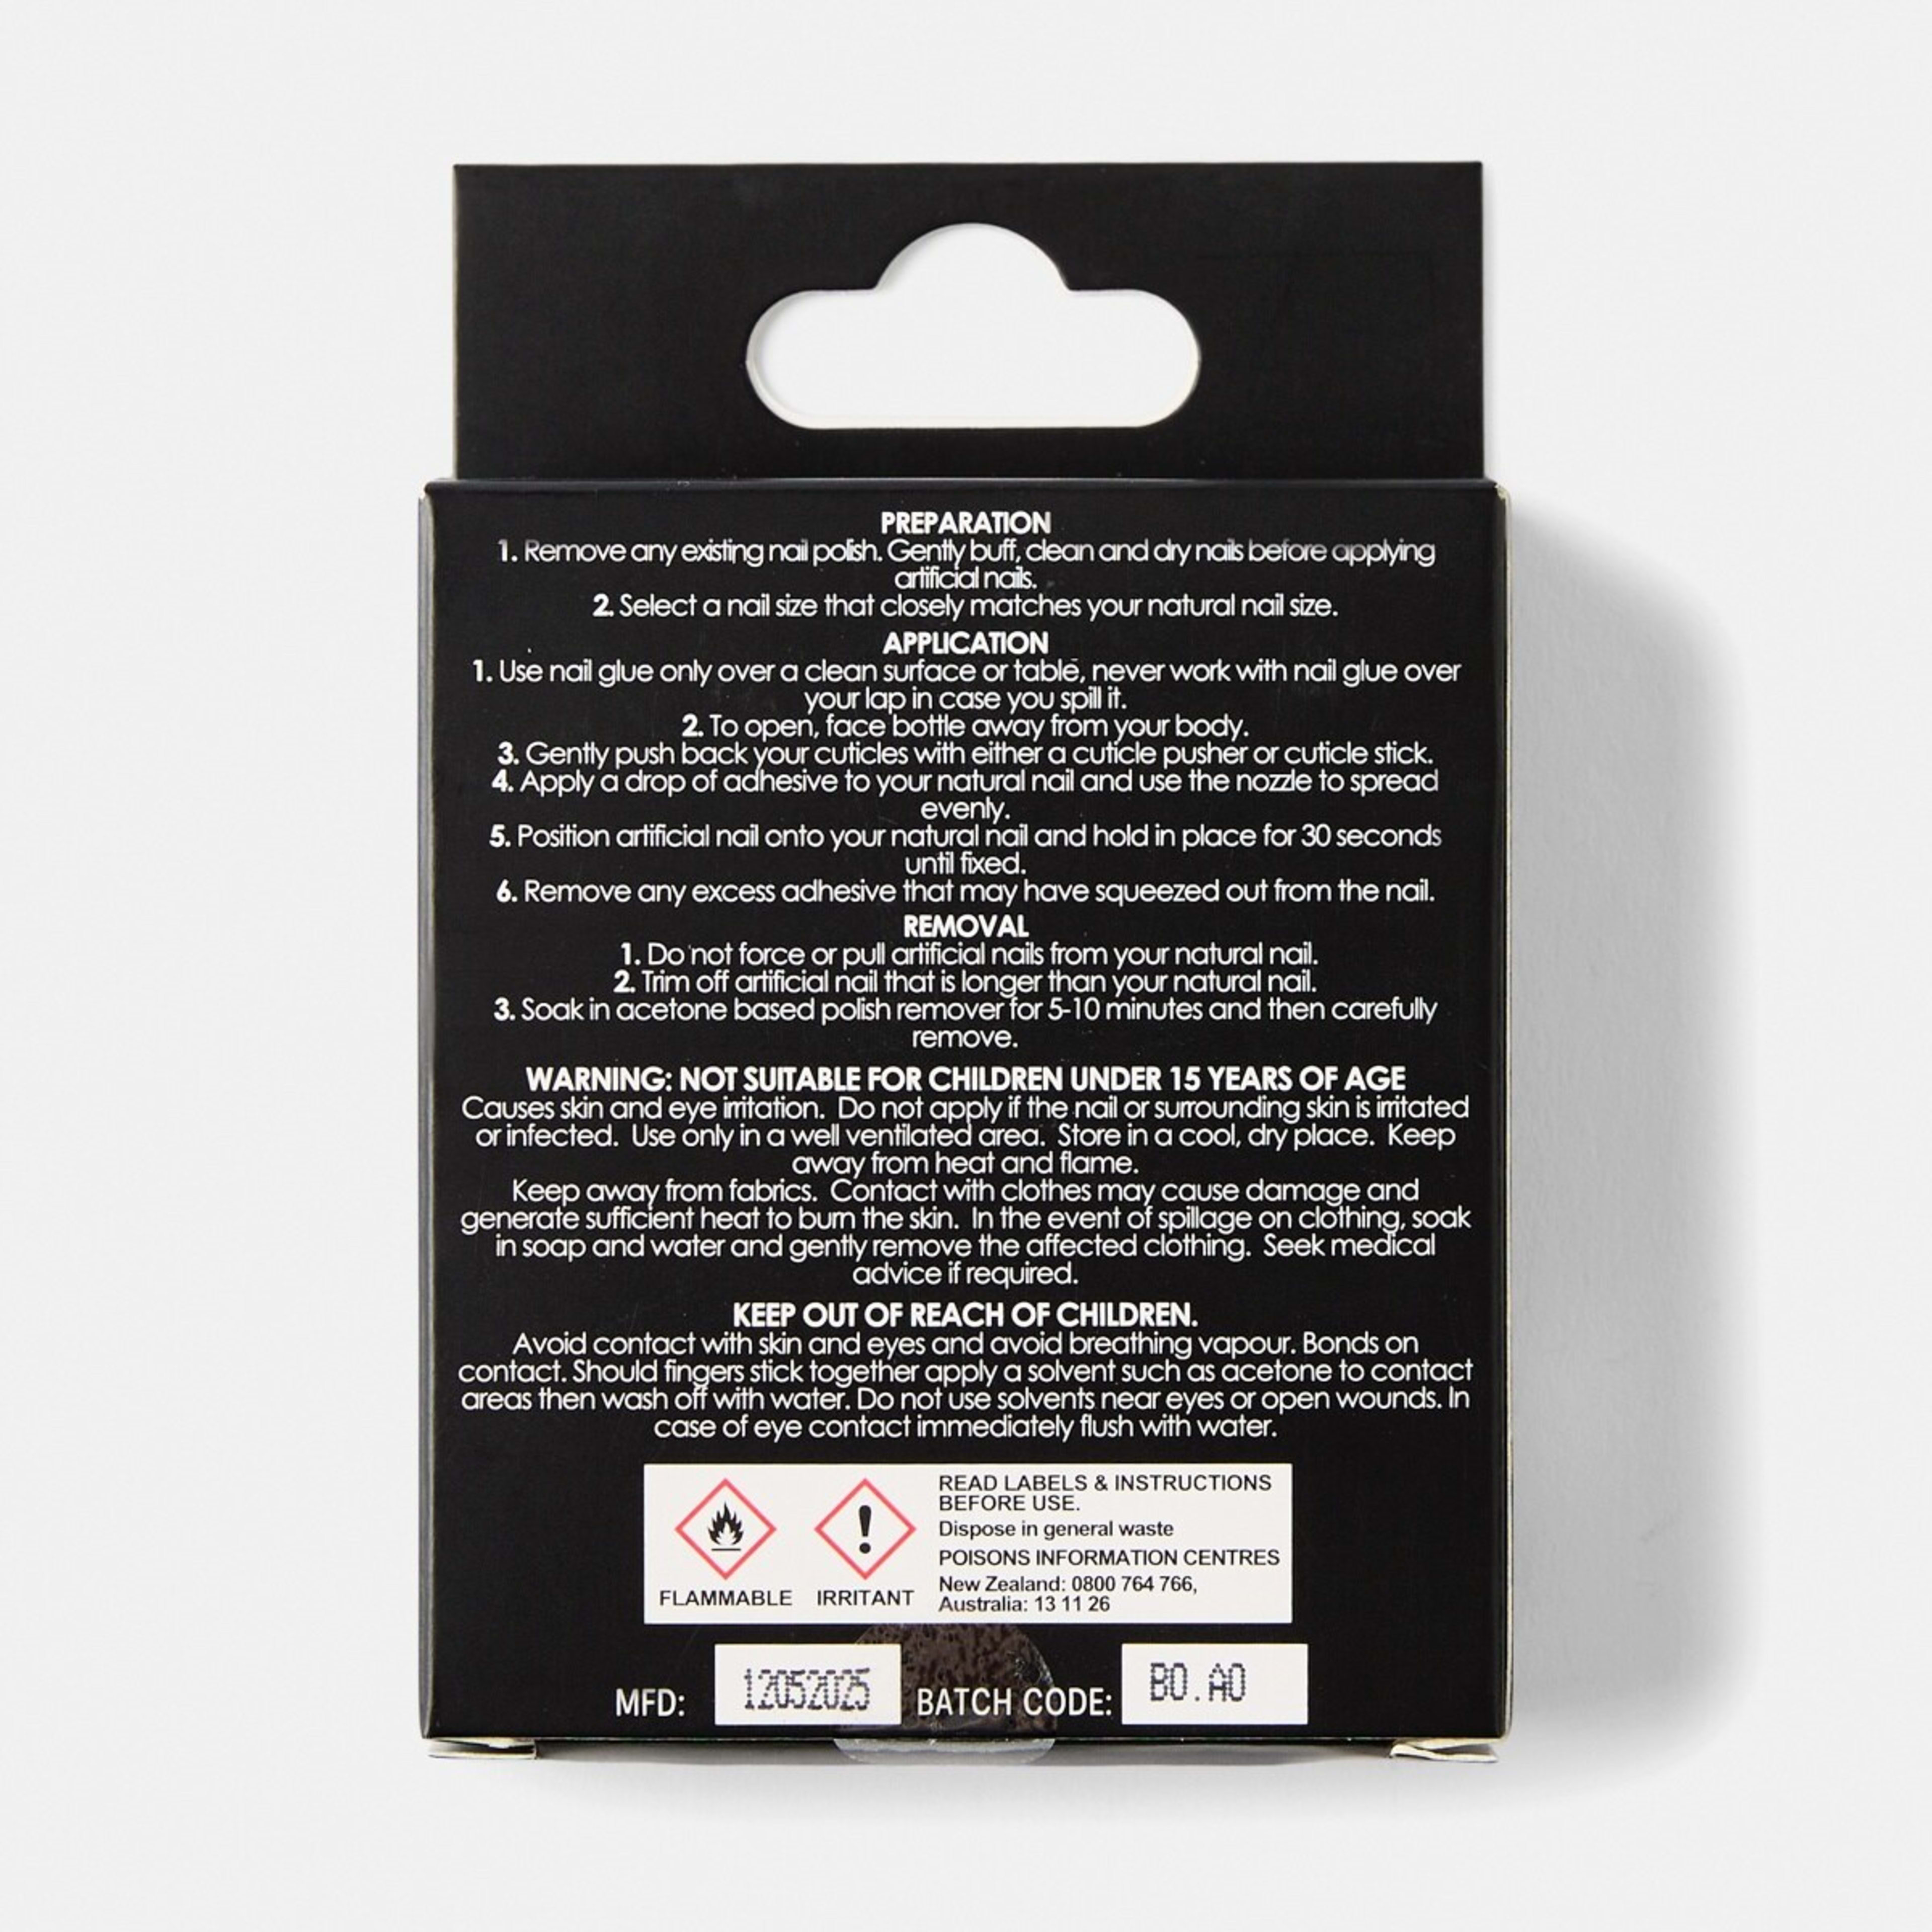 PREPARATION
1. Remove any existing nail polish. Gently buff, clean and dry nails before applying
artificial nails.
2. Select a nail size that closely matches your natural nail size.
APPLICATION
1. Use nail glue only over a clean surface or table, never work with nail glue over
your lap in case you spill it.
2. To open, face bottle away from your body.
3. Gently push back your cuticles with either a cuticle pusher or cuticle stick.
4. Apply a drop of adhesive to your natural nail and use the nozzle to spread
evenly.
5. Position artificial nail onto your natural nail and hold in place for 30 seconds
until fixed.
6. Remove any excess adhesive that may have squeezed out from the nail.
REMOVAL
1. Do not force or pull artificial nails from your natural nail.
2. Trim off artificial nail that is longer than your natural nail.
3. Soak in acetone based polish remover for 5-10 minutes and then carefully
remove.
WARNING: NOT SUITABLE FOR CHILDREN UNDER 15 YEARS OF AGE
Causes skin and eye irritation. Do not apply if the nail or surrounding skin is irritated
or infected. Use only in a well ventilated area. Store in a cool, dry place. Keep
away from heat and flame.
Keep away from fabrics. Contact with clothes may cause damage and
generate sufficient heat to burn the skin. In the event of spillage on clothing, soak
in soap and water and gently remove the affected clothing. Seek medical
advice if required.
KEEP OUT OF REACH OF CHILDREN.
Avoid contact with skin and eyes and avoid breathing vapour. Bonds on
contact. Should fingers stick together apply a solvent such as acetone to contact
areas then wash off with water. Do not use solvents near eyes or open wounds. In
case of eye contact immediately flush with water.
READ LABELS & INSTRUCTIONS
BEFORE USE.
Dispose in general waste
POISONS INFORMATION CENTRES
New Zealand: 0800 764 766,
Australia: 13 11 26
FLAMMABLE IRRITANT
MFD: 12052025 BATCH CODE: BO.AO